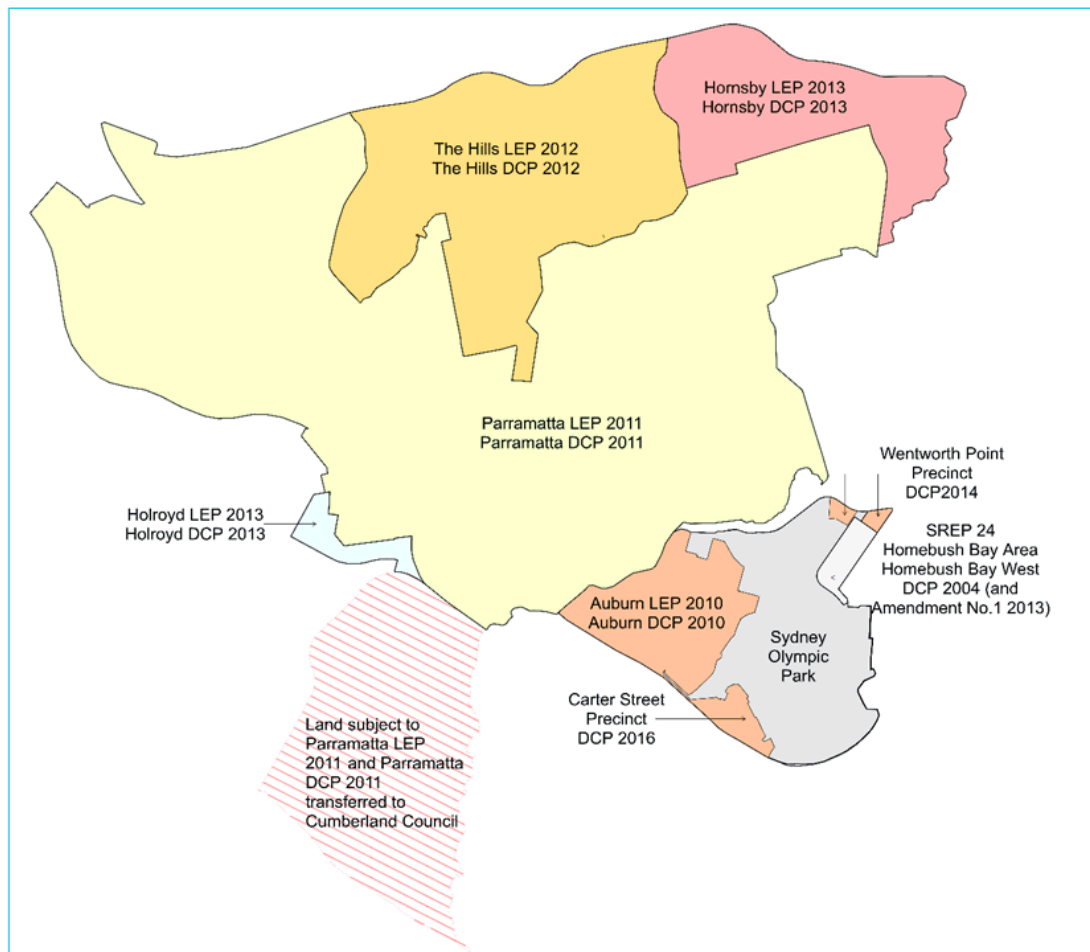 Hornsby LEP 2013
Hornsby DCP 2013
The Hills LEP 2012
The Hills DCP 2012
Parramatta LEP 2011
Parramatta DCP 2011
Wentworth Point
Precinct
DCP2014
Holroyd LEP 2013
Holroyd DCP 2013
SREP 24
Homebush Bay Area
Homebush Bay West
DCP 2004 (and
Amendment No.1 2013)
Auburn LEP 2010
Auburn DCP 2010
Sydney
Olympic
Park
Carter Street
Precinct
DCP 2016
Land subject to
Parramatta LEP
2011 and Parramatta
DCP 2011
transferred to
Cumberland Council